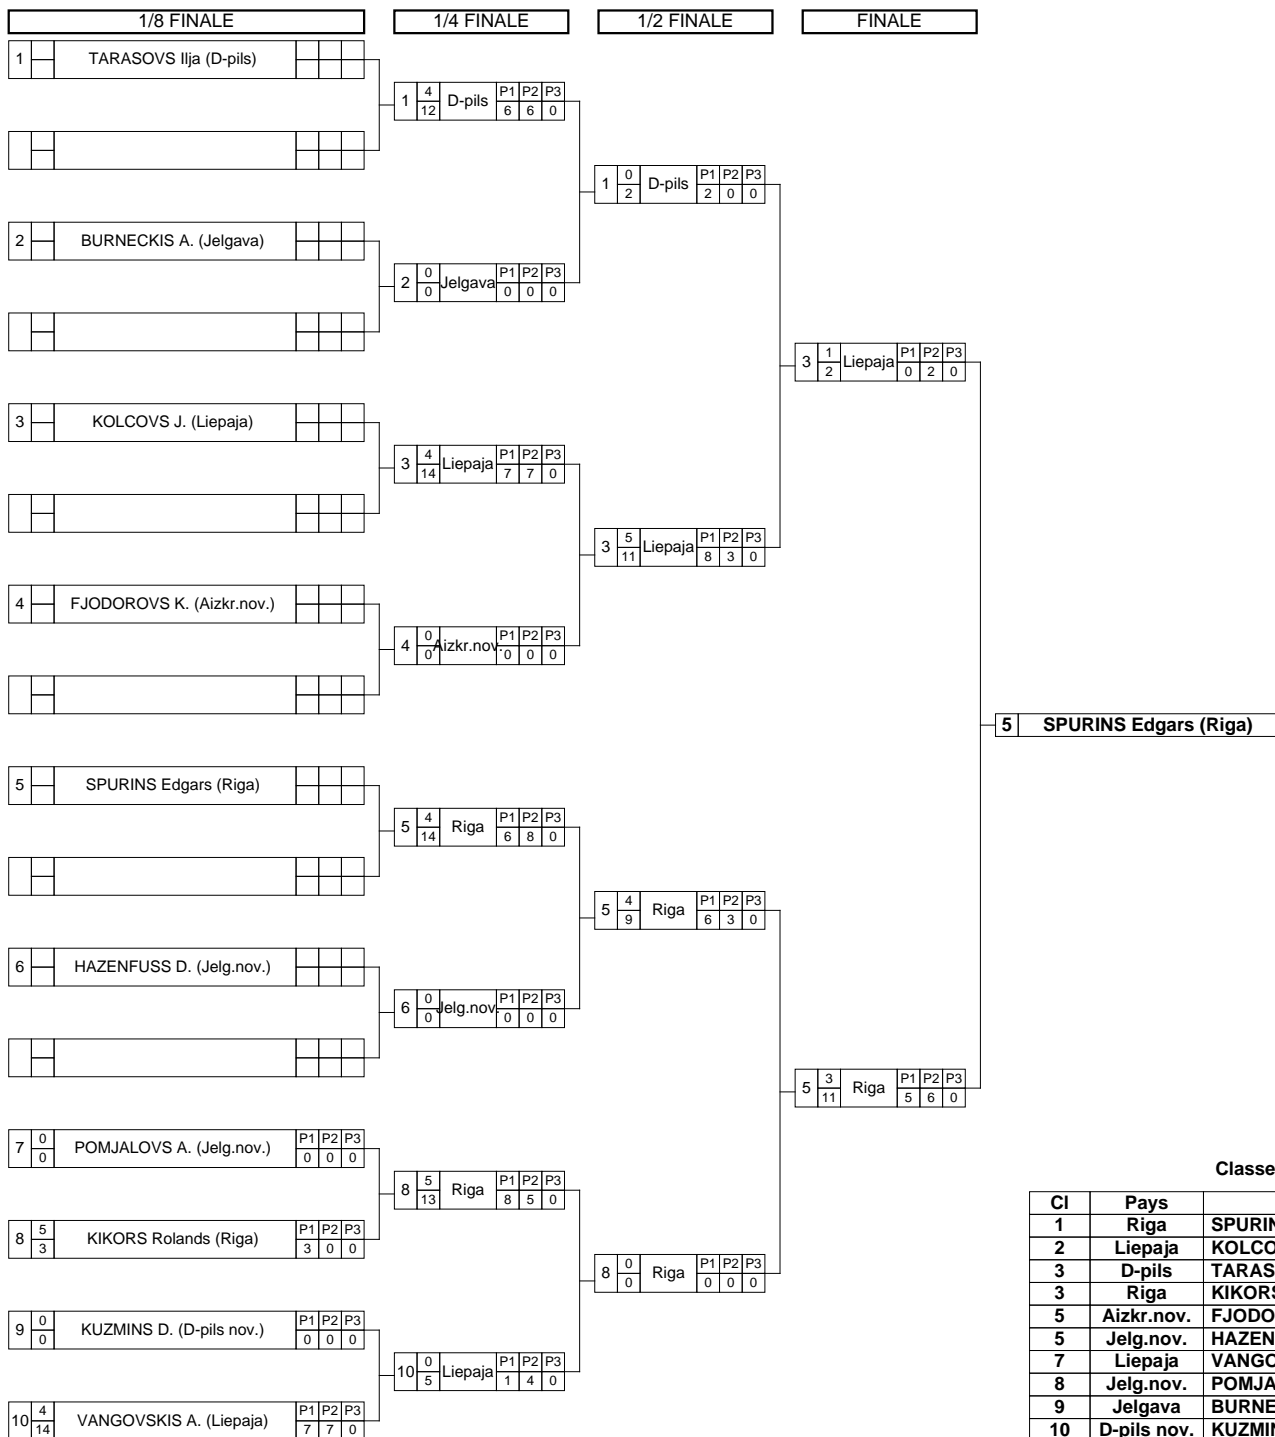 1/8 FINALE 1/4 FINALE 1/2 FINALE FINALE
1 TARASOVS Ilja (D-pils)
1 4 12 D-pils P1 P2 P3 6 6 0
1 0 2 D-pils P1 P2 P3 2 0 0
2 BURNECKIS A. (Jelgava)
2 0 0 Jelgava P1 P2 P3 0 0 0
3 1 2 Liepaja P1 P2 P3 0 2 0
3 KOLCOVS J. (Liepaja)
3 4 14 Liepaja P1 P2 P3 7 7 0
3 5 11 Liepaja P1 P2 P3 8 3 0
4 FJODOROVS K. (Aizkr.nov.)
4 0 0 Aizkr.nov. P1 P2 P3 0 0 0
5 SPURINS Edgars (Riga)
5 SPURINS Edgars (Riga)
5 4 14 Riga P1 P2 P3 6 8 0
5 4 9 Riga P1 P2 P3 6 3 0
6 HAZENFUSS D. (Jelg.nov.)
6 0 0 Jelg.nov. P1 P2 P3 0 0 0
5 3 11 Riga P1 P2 P3 5 6 0
7 0 0 POMJALOVS A. (Jelg.nov.) P1 P2 P3 0 0 0
8 5 13 Riga P1 P2 P3 8 5 0
8 5 3 KIKORS Rolands (Riga) P1 P2 P3 3 0 0
8 0 0 Riga P1 P2 P3 0 0 0
9 0 0 KUZMINS D. (D-pils nov.) P1 P2 P3 0 0 0
10 0 5 Liepaja P1 P2 P3 1 4 0
10 4 14 VANGOVSKIS A. (Liepaja) P1 P2 P3 7 7 0
Classe
Cl Pays
1 Riga SPURIN
2 Liepaja KOLCO
3 D-pils TARAS
3 Riga KIKORS
5 Aizkr.nov. FJODO
5 Jelg.nov. HAZEN
7 Liepaja VANGO
8 Jelg.nov. POMJA
9 Jelgava BURNE
10 D-pils nov. KUZMIN